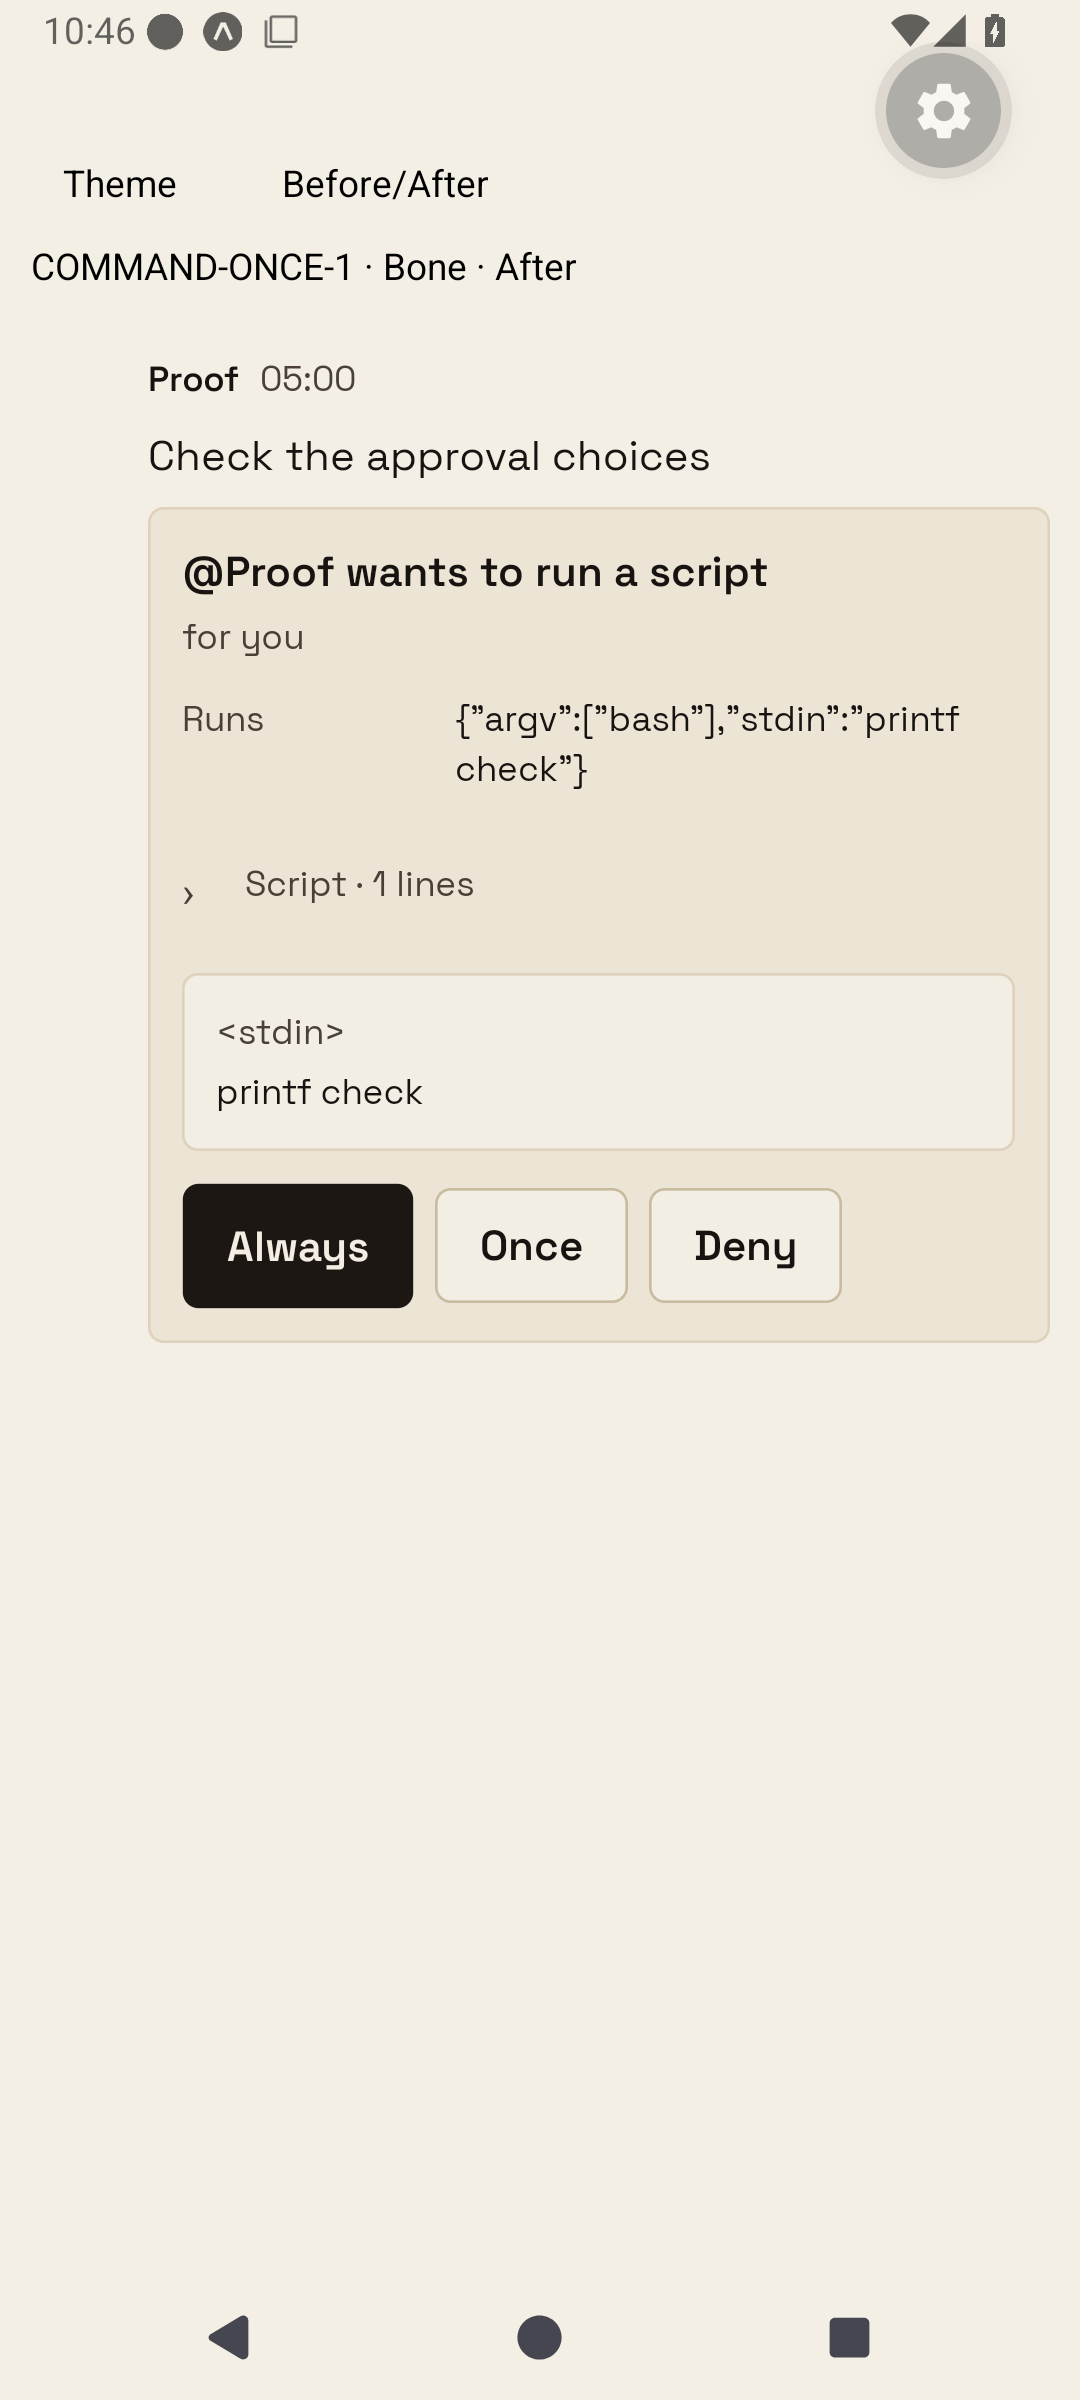 10:46
Theme Before/After
COMMAND-ONCE-1 · Bone · After
Proof 05:00
Check the approval choices
@Proof wants to run a script
for you
Runs {"argv":["bash"],"stdin":"printf
check"}
› Script · 1 lines
<stdin>
printf check
Always Once Deny